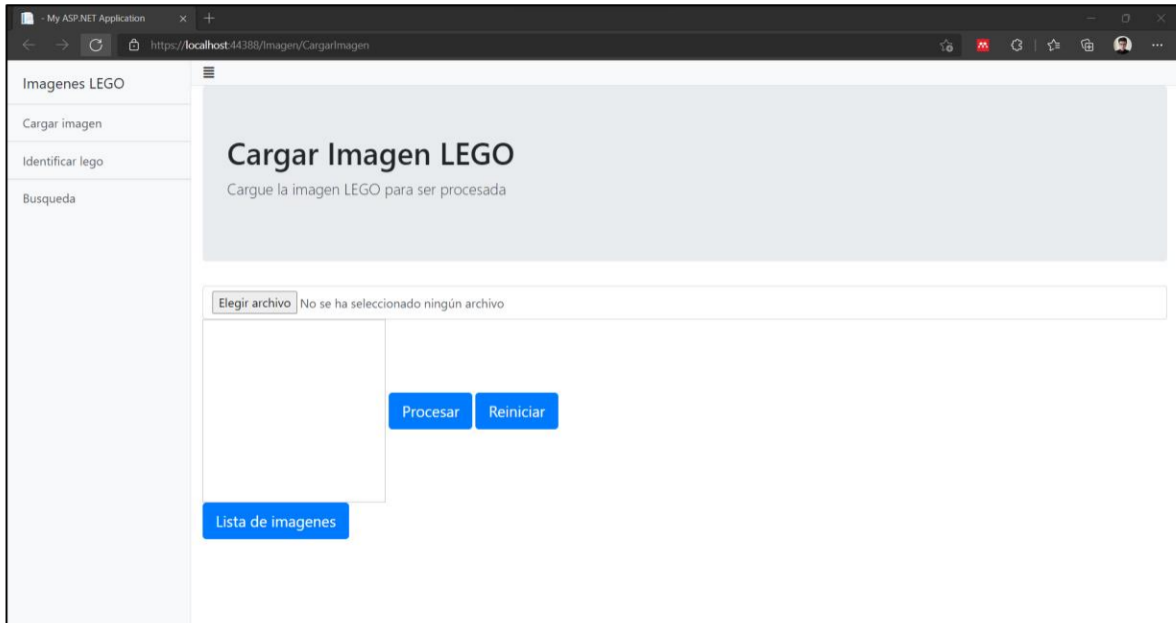 - My ASP.NET Application
https://localhost:44388/Imagen/CargarImagen
Imagenes LEGO
Cargar imagen
Identificar lego
Busqueda
Cargar Imagen LEGO
Cargue la imagen LEGO para ser procesada
Elegir archivo No se ha seleccionado ningún archivo
Procesar Reiniciar
Lista de imagenes